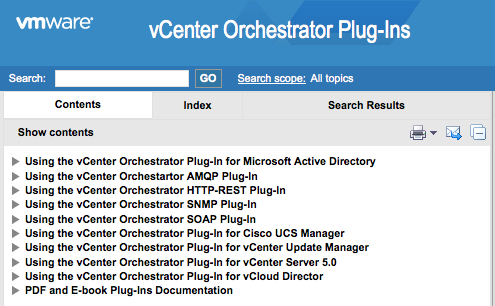 vmware®
vCenter Orchestrator Plug-Ins
Search: GO Search scope: All topics
Contents Index Search Results
Show contents
Using the vCenter Orchestrator Plug-In for Microsoft Active Directory
Using the vCenter Orchestartor AMQP Plug-In
Using the vCenter Orchestrator HTTP-REST Plug-In
Using the vCenter Orchestrator SNMP Plug-In
Using the vCenter Orchestrator SOAP Plug-In
Using the vCenter Orchestrator Plug-In for Cisco UCS Manager
Using the vCenter Orchestrator Plug-In for vCenter Update Manager
Using the vCenter Orchestrator Plug-In for vCenter Server 5.0
Using the vCenter Orchestrator Plug-In for vCloud Director
PDF and E-book Plug-Ins Documentation